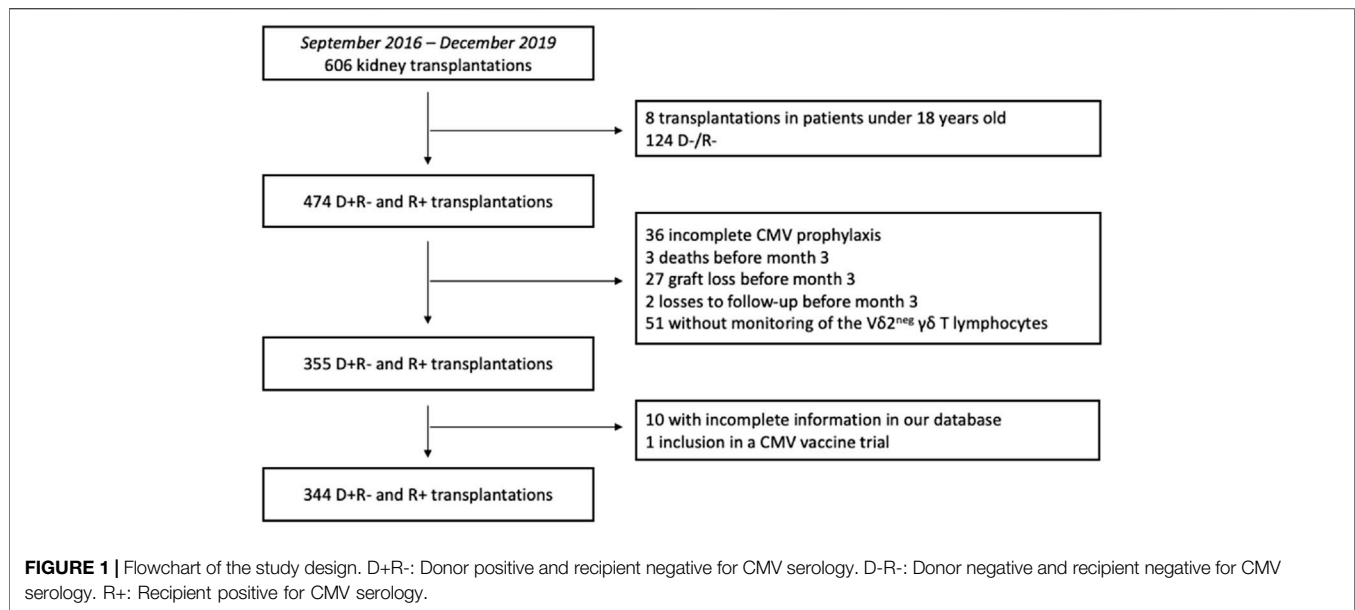 September 2016 – December 2019
606 kidney transplantations
8 transplantations in patients under 18 years old
124 D-/R-
474 D+R- and R+ transplantations
36 incomplete CMV prophylaxis
3 deaths before month 3
27 graft loss before month 3
2 losses to follow-up before month 3
51 without monitoring of the Vδ2neg γδ T lymphocytes
355 D+R- and R+ transplantations
10 with incomplete information in our database
1 inclusion in a CMV vaccine trial
344 D+R- and R+ transplantations
FIGURE 1 | Flowchart of the study design. D+R-: Donor positive and recipient negative for CMV serology. D-R-: Donor negative and recipient negative for CMV
serology. R+: Recipient positive for CMV serology.